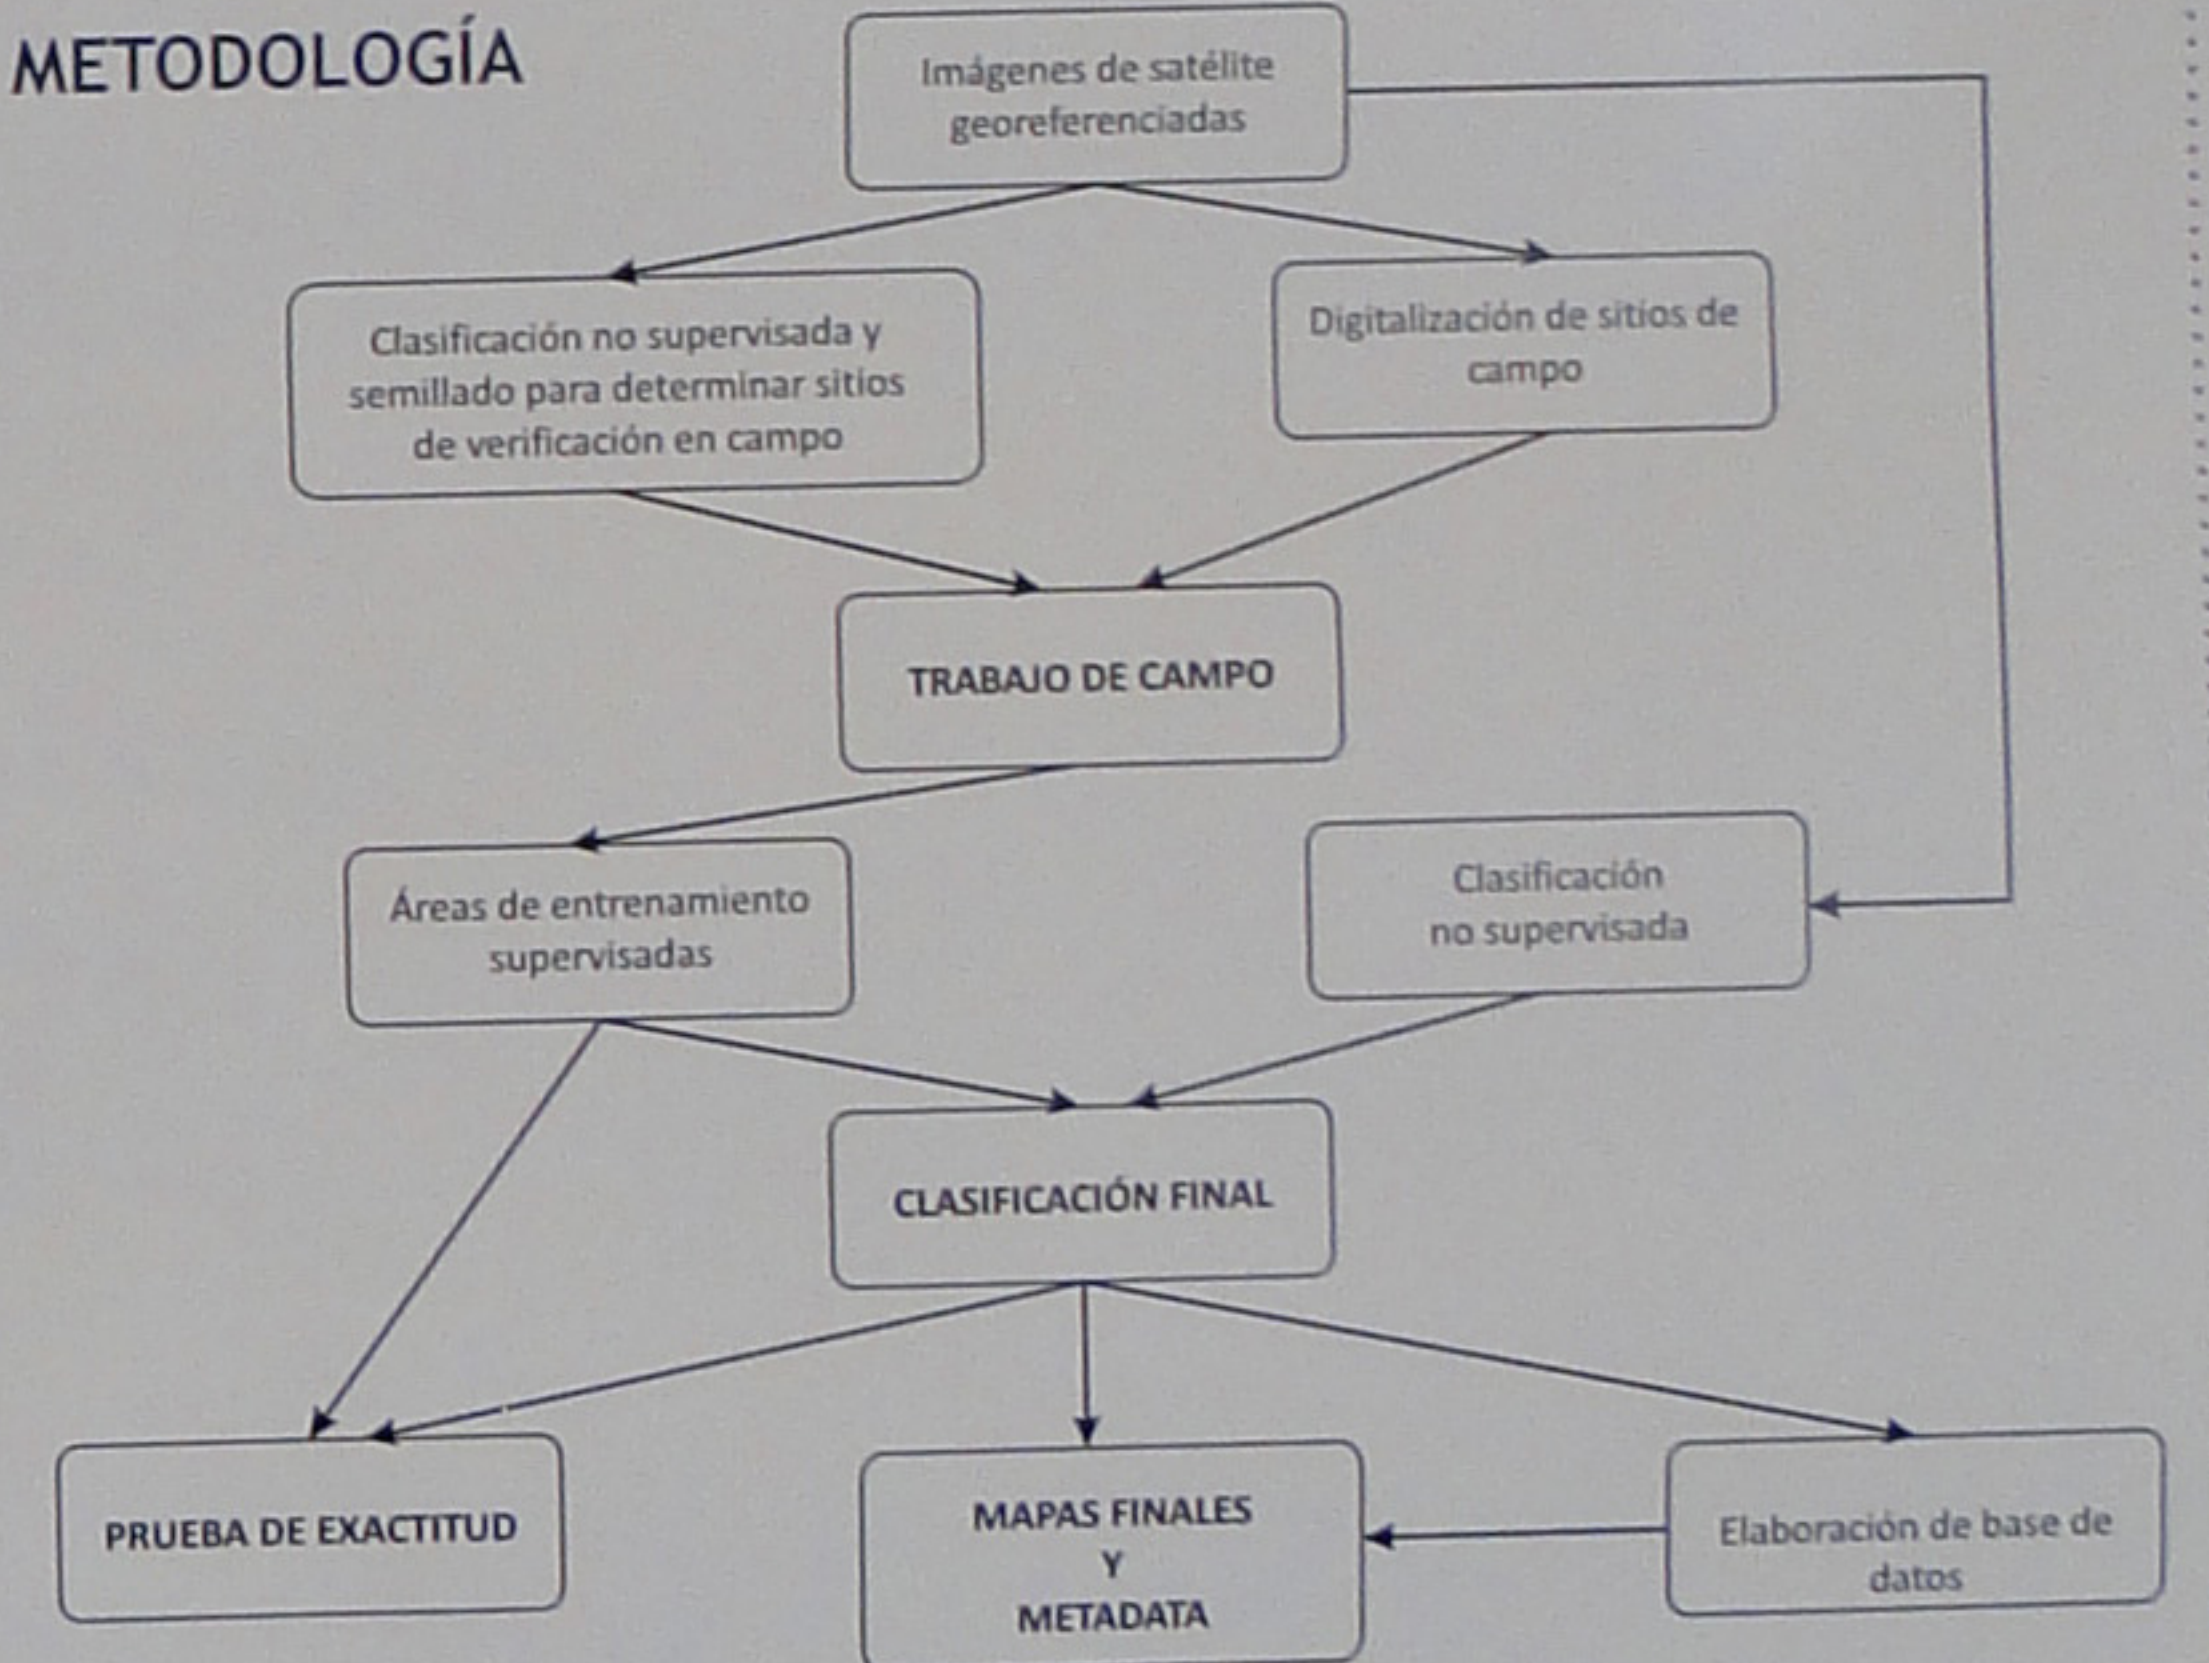 METODOLOGÍA
Imágenes de satélite
georeferenciadas
Clasificación no supervisada y
semillado para determinar sitios
de verificación en campo
Digitalización de sitios de
campo
TRABAJO DE CAMPO
Áreas de entrenamiento
supervisadas
Clasificación
no supervisada
CLASIFICACIÓN FINAL
PRUEBA DE EXACTITUD
MAPAS FINALES
Y
METADATA
Elaboración de base de
datos